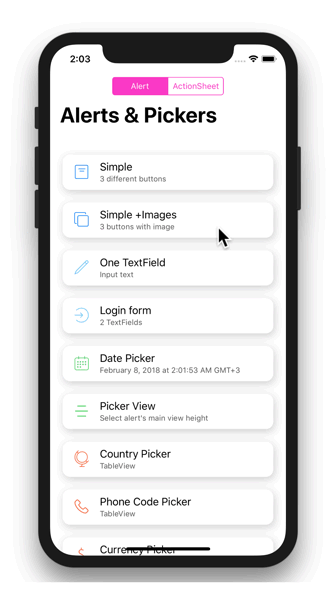 2:03
Alert
ActionSheet
Alerts & Pickers
Simple
3 different buttons
Simple +Images
3 buttons with image
One TextField
Input text
Login form
2 TextFields
Date Picker
February 8, 2018 at 2:01:53 AM GMT+3
Picker View
Select alert's main view height
Country Picker
TableView
Phone Code Picker
TableView
Currency Picker